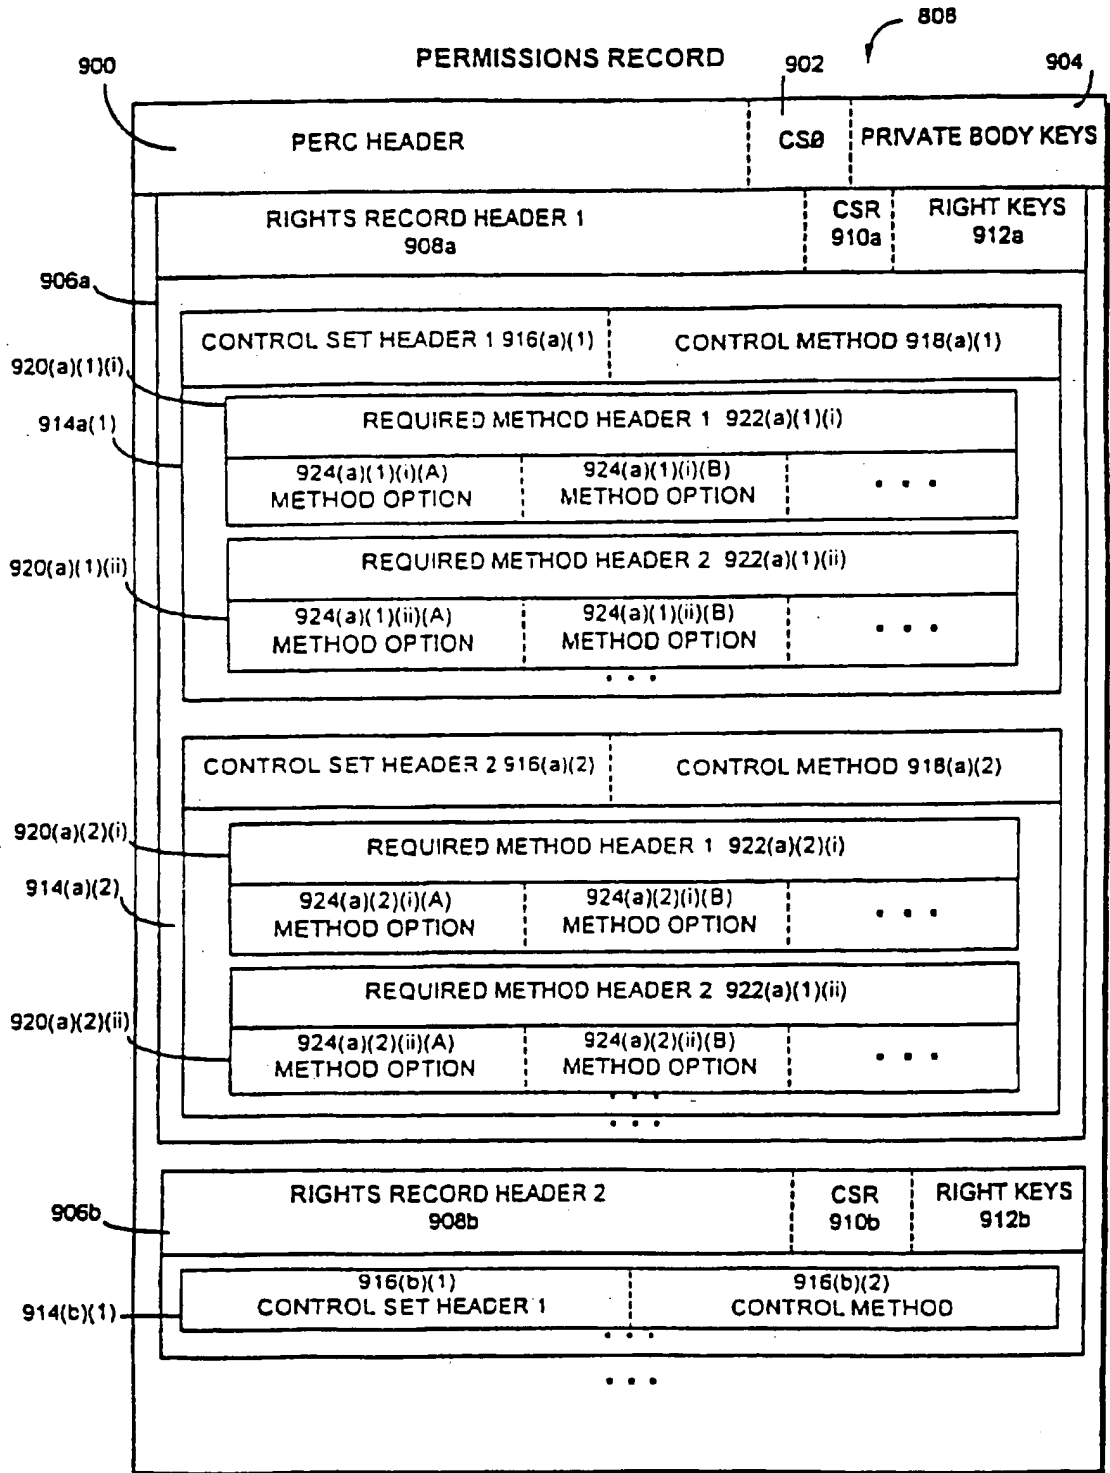 808
PERMISSIONS RECORD
900
902
904
PERC HEADER
CS0
PRIVATE BODY KEYS
RIGHTS RECORD HEADER 1
908a
CSR
910a
RIGHT KEYS
912a
906a
CONTROL SET HEADER 1 916(a)(1)
CONTROL METHOD 918(a)(1)
920(a)(1)(i)
914a(1)
REQUIRED METHOD HEADER 1 922(a)(1)(i)
924(a)(1)(i)(A)
METHOD OPTION
924(a)(1)(i)(B)
METHOD OPTION
• • •
920(a)(1)(ii)
REQUIRED METHOD HEADER 2 922(a)(1)(ii)
924(a)(1)(ii)(A)
METHOD OPTION
924(a)(1)(ii)(B)
METHOD OPTION
• • •
• • •
CONTROL SET HEADER 2 916(a)(2)
CONTROL METHOD 918(a)(2)
920(a)(2)(i)
914(a)(2)
REQUIRED METHOD HEADER 1 922(a)(2)(i)
924(a)(2)(i)(A)
METHOD OPTION
924(a)(2)(i)(B)
METHOD OPTION
• • •
920(a)(2)(ii)
REQUIRED METHOD HEADER 2 922(a)(1)(ii)
924(a)(2)(ii)(A)
METHOD OPTION
924(a)(2)(ii)(B)
METHOD OPTION
• • •
• • •
• • •
906b
RIGHTS RECORD HEADER 2
908b
CSR
910b
RIGHT KEYS
912b
914(b)(1)
916(b)(1)
CONTROL SET HEADER 1
916(b)(2)
CONTROL METHOD
• • •
• • •